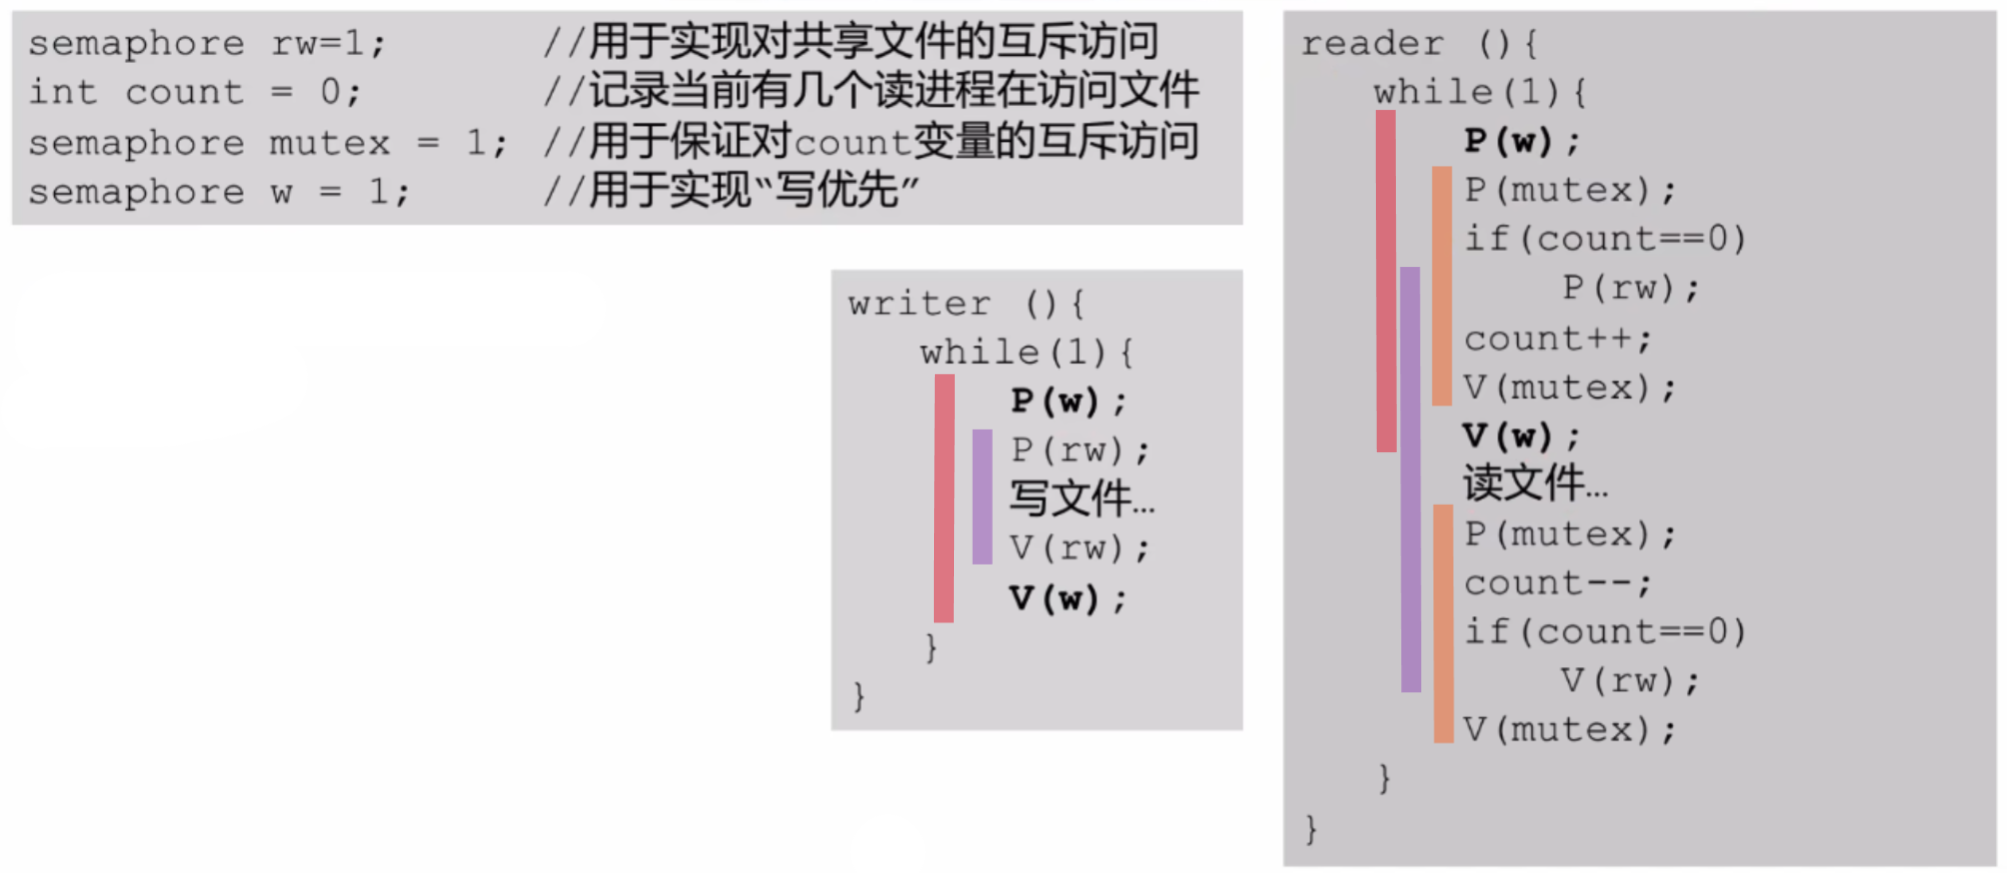 semaphore rw=1; //用于实现对共享文件的互斥访问
int count = 0; //记录当前有几个读进程在访问文件
semaphore mutex = 1; //用于保证对count变量的互斥访问
semaphore w = 1; //用于实现“写优先”
writer (){
while(1){
P(w);
P(rw);
写文件…
V(rw);
V(w);
}
}
reader (){
while(1){
P(w);
P(mutex);
if(count==0)
P(rw);
count++;
V(mutex);
V(w);
读文件…
P(mutex);
count--;
if(count==0)
V(rw);
V(mutex);
}
}